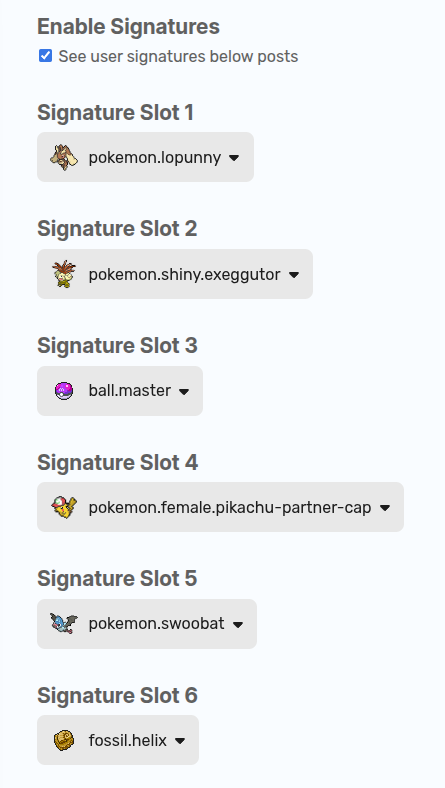 Enable Signatures
See user signatures below posts
Signature Slot 1
pokemon.lopunny
Signature Slot 2
pokemon.shiny.exeggutor
Signature Slot 3
ball.master
Signature Slot 4
pokemon.female.pikachu-partner-cap
Signature Slot 5
pokemon.swoobat
Signature Slot 6
fossil.helix